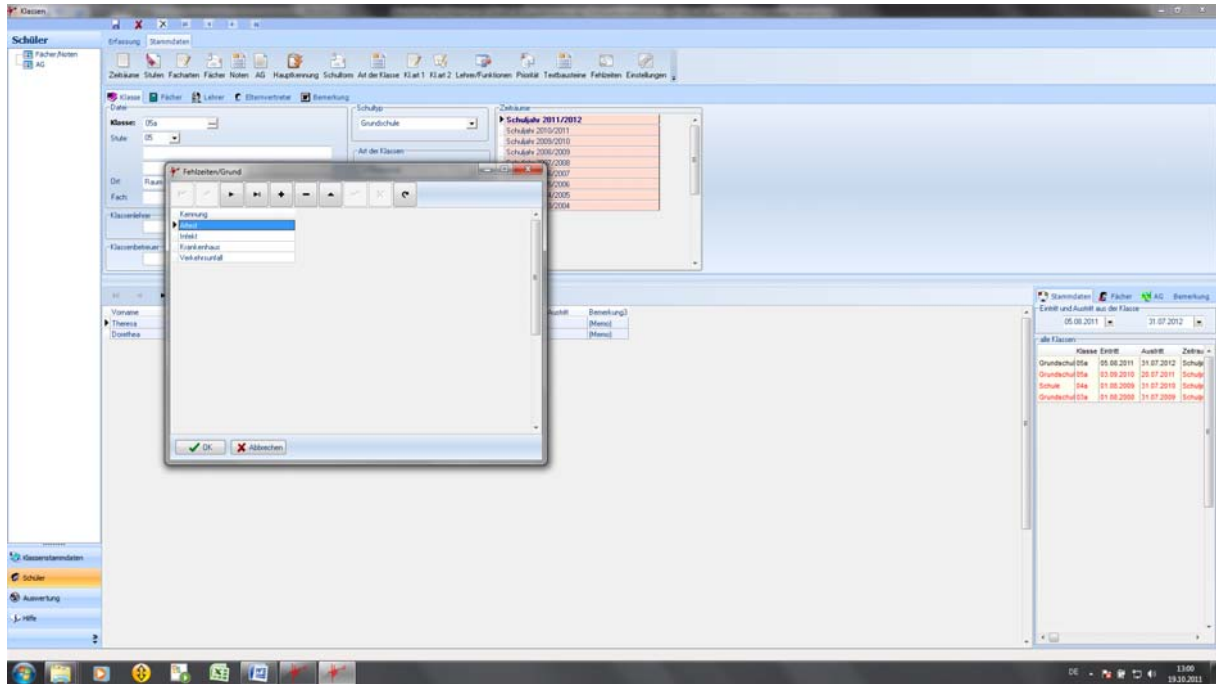 Klassen
Schüler
Fächer/Noten
AG
Erfassung Stammdaten
Zeiträume Stufen Facharten Fächer Noten AG Hauptkennung Schulform Art der Klasse Kl.art 1 Kl.art 2 Lehrer/Funktionen Priorität Textbausteine Fehlzeiten Einstellungen
Klasse Fächer Lehrer Elternvertreter Bemerkung
Datei
Klasse: 05a
Stufe: 05
Ort: Raum
Fach:
Klassenlehrer
Klassenbetreuer
Schultyp
Grundschule
Art der Klassen
Zeiträume
Schuljahr 2011/2012
Schuljahr 2010/2011
Schuljahr 2009/2010
Schuljahr 2008/2009
Fehlzeiten/Grund
Kennung
Infekt
Krankenhaus
Verkehrsunfall
OK Abbrechen
Vorname
Theresa
Dorothea
Austritt Bemerkung3
(Memo)
(Memo)
Stammdaten Fächer AG Bemerkung
Eintritt und Austritt aus der Klasse
05.08.2011 31.07.2012
alle Klassen
Klasse Eintritt Austritt Zeitrau
Grundschul 05a 05.08.2011 31.07.2012 Schulje
Grundschul 05a 03.09.2010 28.07.2011 Schulje
Schule 04a 01.08.2009 31.07.2010 Schulje
Grundschul 03a 01.08.2008 31.07.2009 Schulje
Klassenstammdaten
Schüler
Auswertung
Hilfe
DE
13:00
19.10.2011